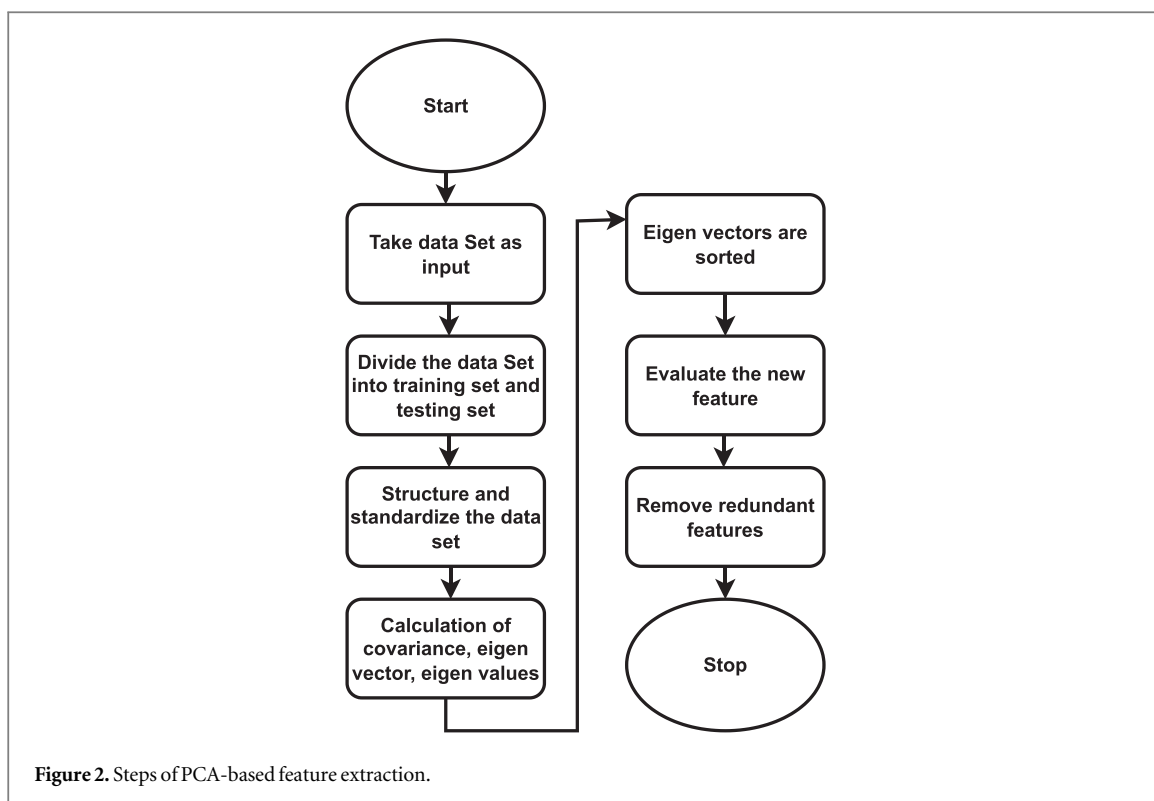 Start
Take data Set as
input
Divide the data Set
into training set and
testing set
Structure and
standardize the data
set
Calculation of
covariance, eigen
vector, eigen values
Eigen vectors are
sorted
Evaluate the new
feature
Remove redundant
features
Stop
Figure 2. Steps of PCA-based feature extraction.